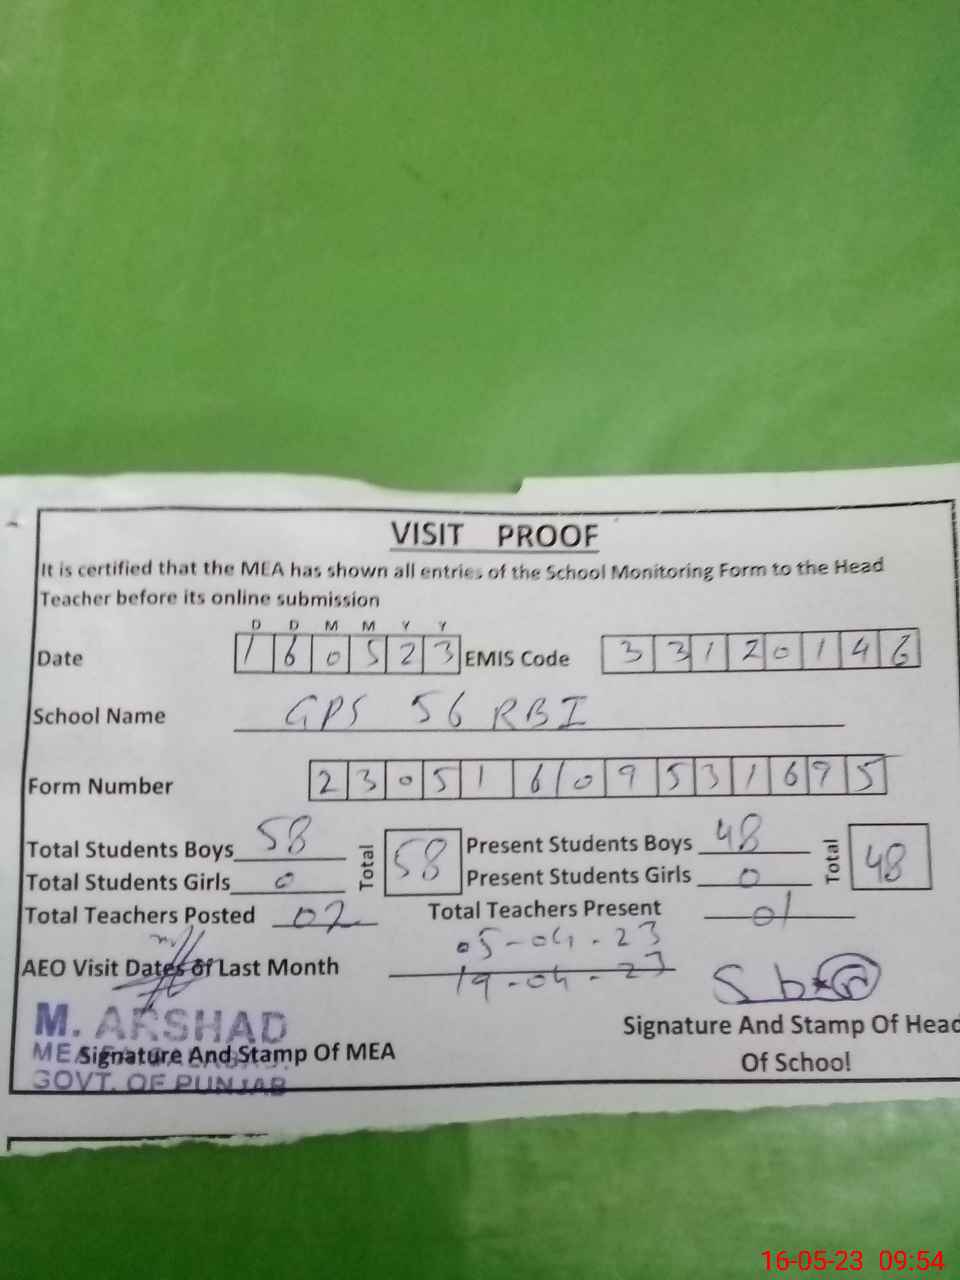 VISIT PROOF
It is certified that the MEA has shown all entries of the School Monitoring Form to the Head
Teacher before its online submission
D D M M Y Y
Date 1 6 0 5 2 3 EMIS Code 3 3 1 2 0 1 4 6
School Name GPS 56 RBI
Form Number 2 3 0 5 1 6 0 9 5 3 1 6 9 5
Total Students Boys 58 Total 58 Present Students Boys 48 Total 48
Total Students Girls 0 Present Students Girls 0
Total Teachers Posted 02 Total Teachers Present 01
05-04-23
AEO Visit Dates of Last Month 19-04-23
M. ARSHAD
Signature And Stamp Of MEA
GOVT. OF PUNJAB
Signature And Stamp Of Head
Of School
16-05-23 09:54